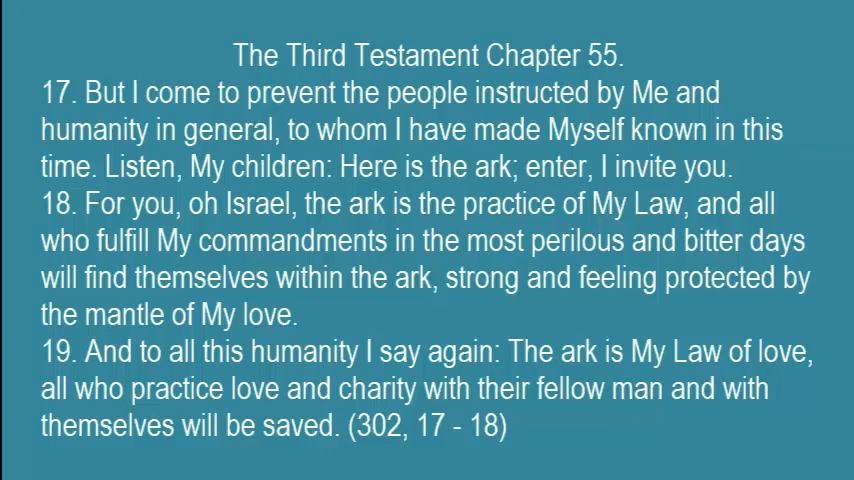 The Third Testament Chapter 55.
17. But I come to prevent the people instructed by Me and
humanity in general, to whom I have made Myself known in this
time. Listen, My children: Here is the ark; enter, I invite you.
18. For you, oh Israel, the ark is the practice of My Law, and all
who fulfill My commandments in the most perilous and bitter days
will find themselves within the ark, strong and feeling protected by
the mantle of My love.
19. And to all this humanity I say again: The ark is My Law of love,
all who practice love and charity with their fellow man and with
themselves will be saved. (302, 17 - 18)